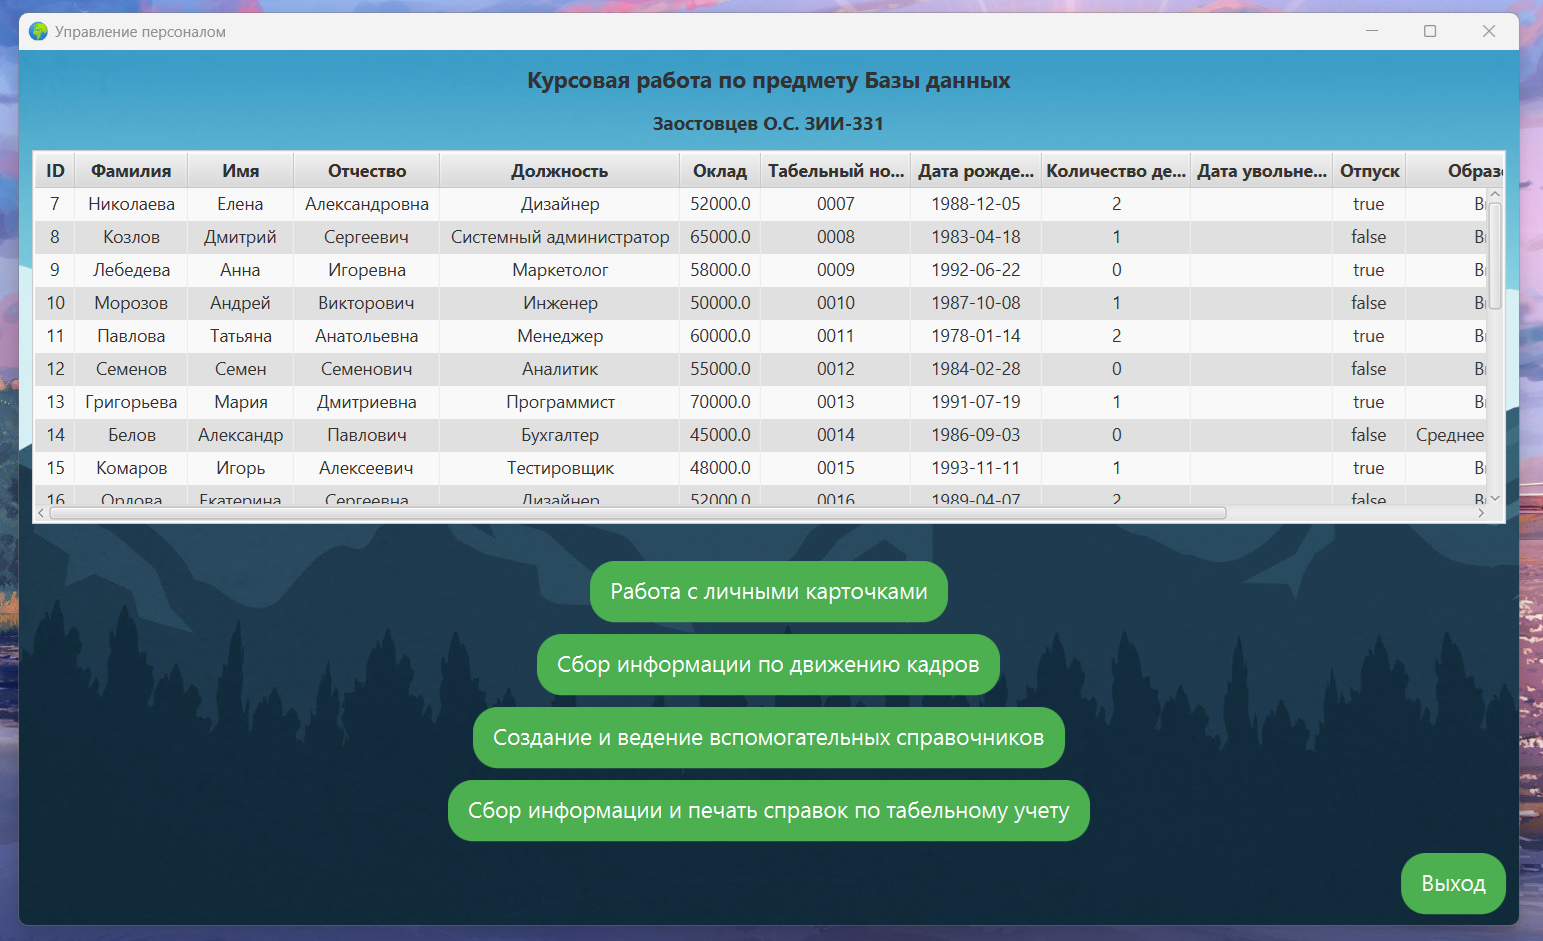 Управление персоналом
Курсовая работа по предмету Базы данных
Заостовцев О.С. ЗИИ-331
ID Фамилия Имя Отчество Должность Оклад Табельный но... Дата рожде... Количество де... Дата увольне... Отпуск
7 Николаева Елена Александровна Дизайнер 52000.0 0007 1988-12-05 2 true
8 Козлов Дмитрий Сергеевич Системный администратор 65000.0 0008 1983-04-18 1 false
9 Лебедева Анна Игоревна Маркетолог 58000.0 0009 1992-06-22 0 true
10 Морозов Андрей Викторович Инженер 50000.0 0010 1987-10-08 1 false
11 Павлова Татьяна Анатольевна Менеджер 60000.0 0011 1978-01-14 2 true
12 Семенов Семен Семенович Аналитик 55000.0 0012 1984-02-28 0 false
13 Григорьева Мария Дмитриевна Программист 70000.0 0013 1991-07-19 1 true
14 Белов Александр Павлович Бухгалтер 45000.0 0014 1986-09-03 0 false Среднее
15 Комаров Игорь Алексеевич Тестировщик 48000.0 0015 1993-11-11 1 true
16 Орлова Екатерина Сергеевна Дизайнер 52000.0 0016 1989-04-07 2 false
Работа с личными карточками
Сбор информации по движению кадров
Создание и ведение вспомогательных справочников
Сбор информации и печать справок по табельному учету
Выход